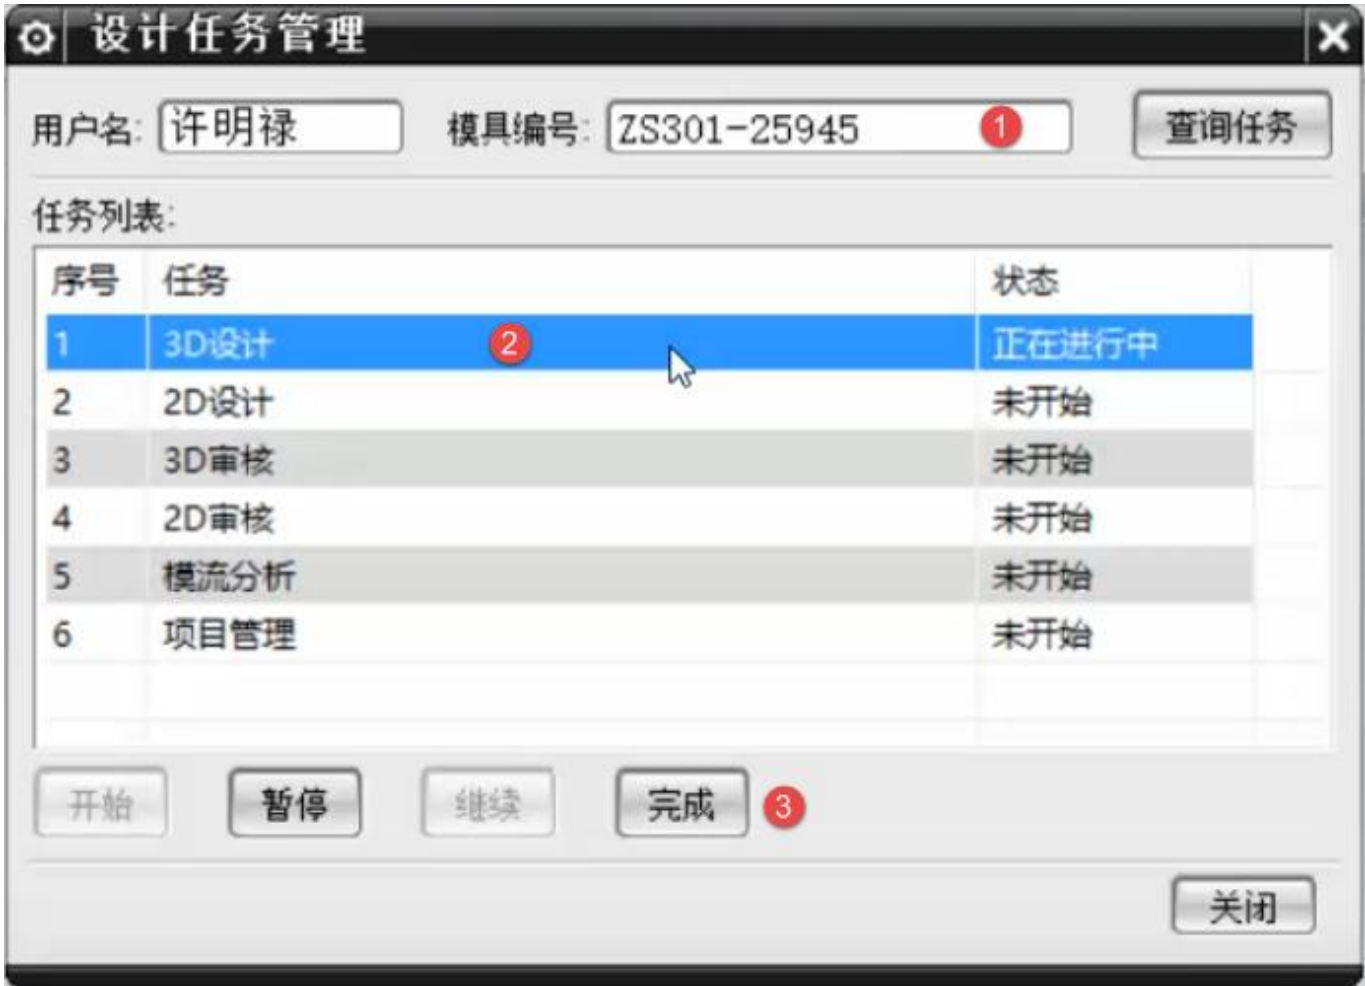 设计任务管理
用户名: 许明禄 模具编号: ZS301-25945 1 查询任务
任务列表:
序号 任务 状态
1 3D设计 2 正在进行中
2 2D设计 未开始
3 3D审核 未开始
4 2D审核 未开始
5 模流分析 未开始
6 项目管理 未开始
开始 暂停 继续 完成 3
关闭